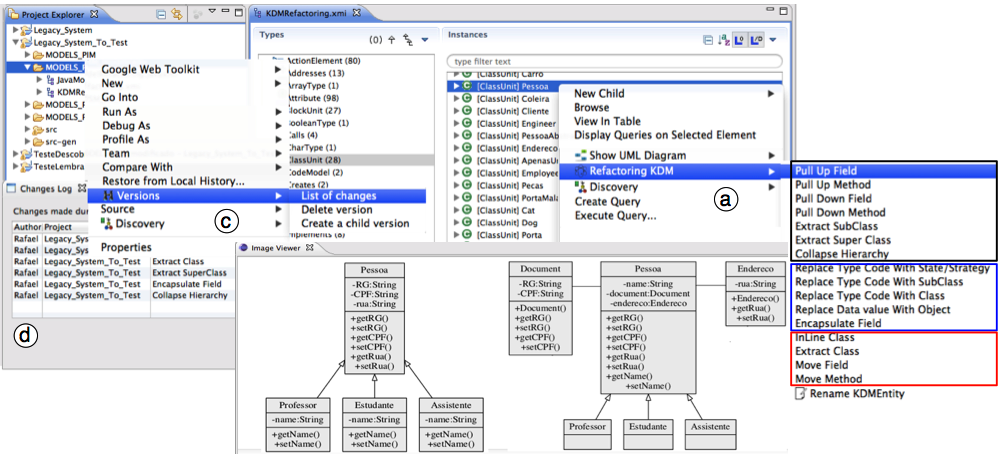 Project Explorer
Legacy_System
Legacy_System_To_Test
MODELS_PIM
MODELS_
JavaMo
KDMRe
MODELS_F
MODELS_F
src
src-gen
TesteDescob
TesteLembra
Google Web Toolkit
New
Go Into
Run As
Debug As
Profile As
Team
Compare With
Restore from Local History...
Versions
Source
Discovery
Properties
List of changes
Delete version
Create a child version
c
KDMRefactoring.xmi
Types
(0)
ActionElement (80)
Addresses (13)
ArrayType (1)
Attribute (98)
BlockUnit (27)
BooleanType (1)
Calls (4)
CharType (1)
ClassUnit (28)
CodeModel (2)
Creates (2)
Implements (8)
Instances
type filter text
[ClassUnit] Carro
[ClassUnit] Pessoa
[ClassUnit] Coleira
[ClassUnit] Cliente
[ClassUnit] Engineer
[ClassUnit] PessoaAb
[ClassUnit] Endereco
[ClassUnit] ApenasU
[ClassUnit] Employee
[ClassUnit] Pecas
[ClassUnit] PortaMala
[ClassUnit] Cat
[ClassUnit] Dog
[ClassUnit] Porta
New Child
Browse
View In Table
Display Queries on Selected Element
Show UML Diagram
Refactoring KDM
Discovery
Create Query
Execute Query...
a
Pull Up Field
Pull Up Method
Pull Down Field
Pull Down Method
Extract SubClass
Extract Super Class
Collapse Hierarchy
Replace Type Code With State/Strategy
Replace Type Code With SubClass
Replace Type Code With Class
Replace Data value With Object
Encapsulate Field
InLine Class
Extract Class
Move Field
Move Method
Rename KDMEntity
Changes Log
Changes made dur
Author Project
Rafael Legacy_Sys
Rafael Legacy_Sys
Rafael Legacy_System_To_Test Extract Class
Rafael Legacy_System_To_Test Extract SuperClass
Rafael Legacy_System_To_Test Encapsulate Field
Rafael Legacy_System_To_Test Collapse Hierarchy
d
Image Viewer
Pessoa
-RG:String
-CPF:String
-rua:String
+getRG()
+setRG()
+getCPF()
+setCPF()
+getRua()
+setRua()
Professor
-name:String
+getName()
+setName()
Estudante
-name:String
+getName()
+setName()
Assistente
-name:String
+getName()
+setName()
Document
-RG:String
-CPF:String
+Document()
+getRG()
+setRG()
+getCPF()
+setCPF()
Pessoa
-name:String
-document:Document
-endereco:Endereco
+getRG()
+setRG()
+getCPF()
+setCPF()
+getRua()
+setRua()
+getName()
+setName()
Endereco
-rua:String
+Endereco()
+getRua()
+setRua()
Professor
Estudante
Assistente